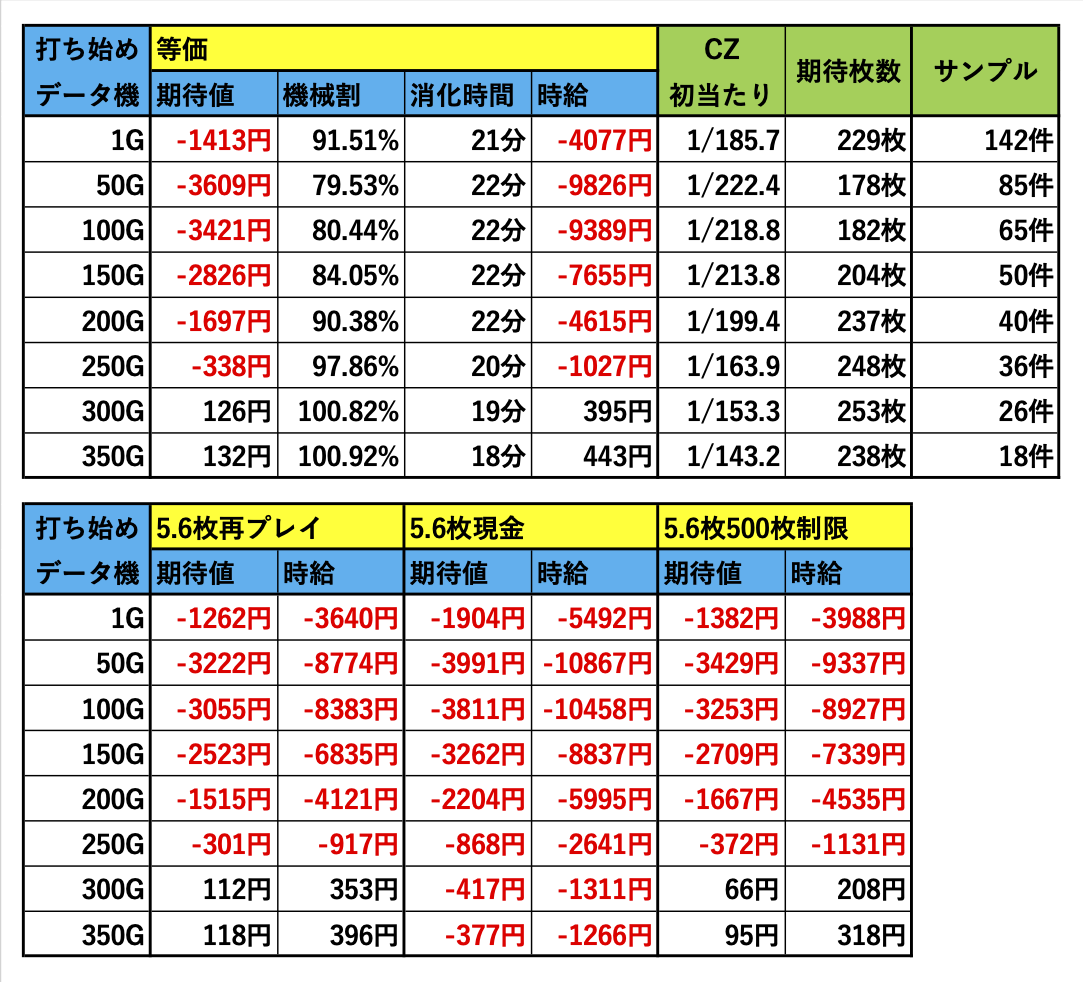 打ち始め 等価 CZ 期待枚数 サンプル
データ機 期待値 機械割 消化時間 時給 初当たり
1G -1413円 91.51% 21分 -4077円 1/185.7 229枚 142件
50G -3609円 79.53% 22分 -9826円 1/222.4 178枚 85件
100G -3421円 80.44% 22分 -9389円 1/218.8 182枚 65件
150G -2826円 84.05% 22分 -7655円 1/213.8 204枚 50件
200G -1697円 90.38% 22分 -4615円 1/199.4 237枚 40件
250G -338円 97.86% 20分 -1027円 1/163.9 248枚 36件
300G 126円 100.82% 19分 395円 1/153.3 253枚 26件
350G 132円 100.92% 18分 443円 1/143.2 238枚 18件
打ち始め 5.6枚再プレイ 5.6枚現金 5.6枚500枚制限
データ機 期待値 時給 期待値 時給 期待値 時給
1G -1262円 -3640円 -1904円 -5492円 -1382円 -3988円
50G -3222円 -8774円 -3991円 -10867円 -3429円 -9337円
100G -3055円 -8383円 -3811円 -10458円 -3253円 -8927円
150G -2523円 -6835円 -3262円 -8837円 -2709円 -7339円
200G -1515円 -4121円 -2204円 -5995円 -1667円 -4535円
250G -301円 -917円 -868円 -2641円 -372円 -1131円
300G 112円 353円 -417円 -1311円 66円 208円
350G 118円 396円 -377円 -1266円 95円 318円